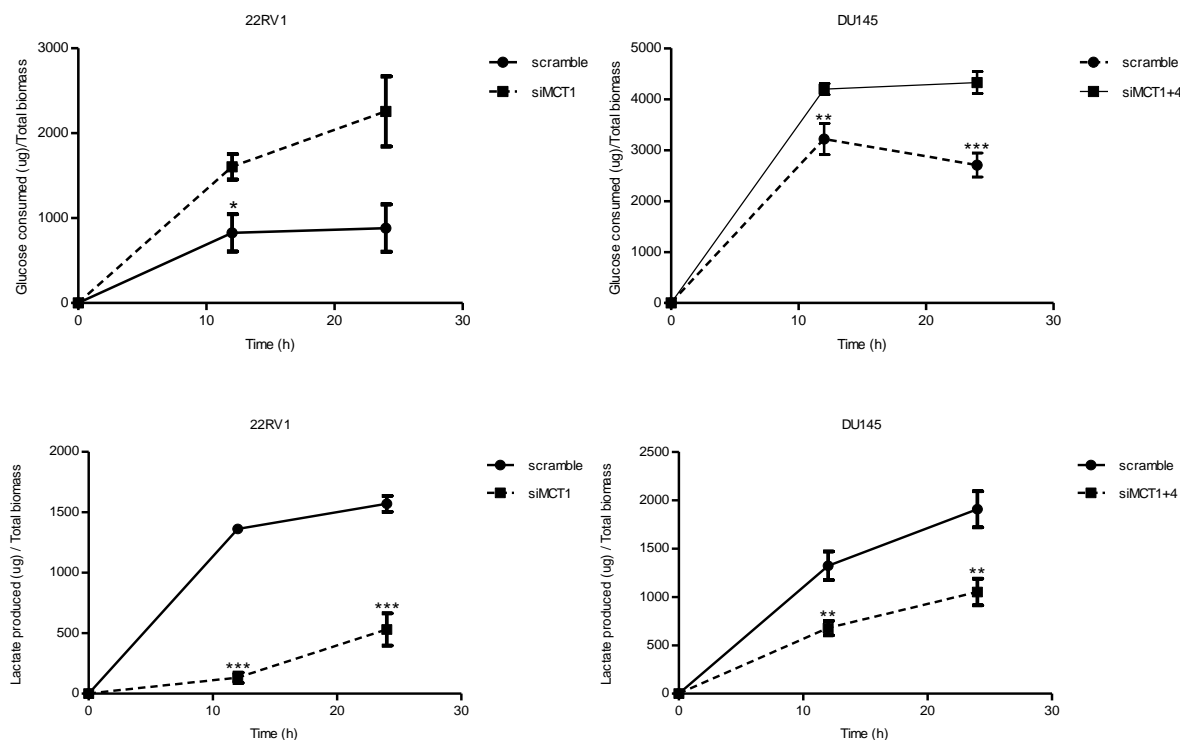 22RV1
3000
2000
1000
0
0
10
20
30
Glucose consumed (ug)/Total biomass
Time (h)
scramble
siMCT1
*
DU145
5000
4000
3000
2000
1000
0
0
10
20
30
Glucose consumed (ug)/Total biomass
Time (h)
scramble
siMCT1+4
**
***
22RV1
2000
1500
1000
500
0
0
10
20
30
Lactate produced (ug) / Total biomass
Time (h)
scramble
siMCT1
***
***
DU145
2500
2000
1500
1000
500
0
0
10
20
30
Lactate produced (ug) / Total biomass
Time (h)
scramble
siMCT1+4
**
**